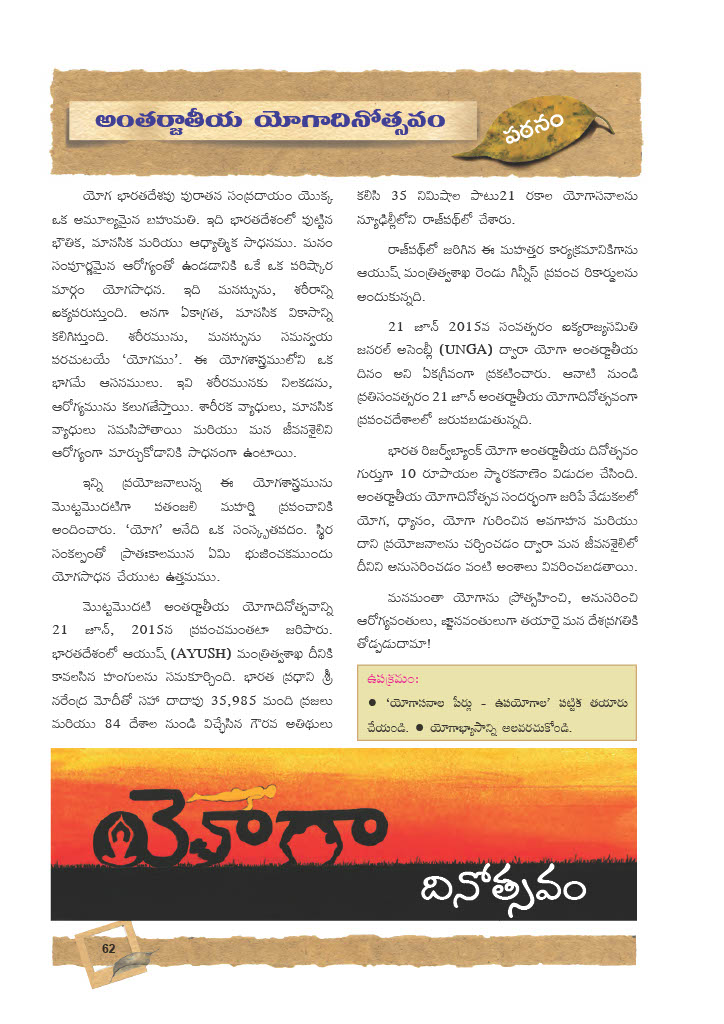 అంతర్జాతీయ యోగాదినోత్సవం
పఠనం
యోగ భారతదేశపు పురాతన సంప్రదాయం యొక్క
ఒక అమూల్యమైన బహుమతి. ఇది భారతదేశంలో పుట్టిన
భౌతిక, మానసిక మరియు ఆధ్యాత్మిక సాధనము. మనం
సంపూర్ణమైన ఆరోగ్యంతో ఉండడానికి ఒకే ఒక పరిష్కార
మార్గం యోగసాధన. ఇది మనస్సును, శరీరాన్ని
ఐక్యపరుస్తుంది. అనగా ఏకాగ్రత, మానసిక వికాసాన్ని
కలిగిస్తుంది. శరీరమును, మనస్సును సమన్వయ
పరచుటయే ‘యోగము’. ఈ యోగశాస్త్రములోని ఒక
భాగమే ఆసనములు. ఇవి శరీరమునకు నిలకడను,
ఆరోగ్యమును కలుగజేస్తాయి. శారీరక వ్యాధులు, మానసిక
వ్యాధులు సమసిపోతాయి మరియు మన జీవనశైలిని
ఆరోగ్యంగా మార్చుకోడానికి సాధనంగా ఉంటాయి.
ఇన్ని ప్రయోజనాలున్న ఈ యోగశాస్త్రమును
మొట్టమొదటిగా పతంజలి మహర్షి ప్రపంచానికి
అందించారు. ‘యోగ’ అనేది ఒక సంస్కృతపదం. స్థిర
సంకల్పంతో ప్రాతఃకాలమున ఏమి భుజించకముందు
యోగసాధన చేయుట ఉత్తమము.
మొట్టమొదటి అంతర్జాతీయ యోగాదినోత్సవాన్ని
21 జూన్, 2015న ప్రపంచమంతటా జరిపారు.
భారతదేశంలో ఆయుష్ (AYUSH) మంత్రిత్వశాఖ దీనికి
కావలసిన హంగులను సమకూర్చింది. భారత ప్రధాని శ్రీ
నరేంద్ర మోదీతో సహా దాదాపు 35,985 మంది ప్రజలు
మరియు 84 దేశాల నుండి విచ్ఛేసిన గౌరవ అతిథులు
కలిసి 35 నిమిషాల పాటు21 రకాల యోగాసనాలను
న్యూఢిల్లీలోని రాజ్‌పథ్‌లో చేశారు.
రాజ్‌పథ్‌లో జరిగిన ఈ మహత్తర కార్యక్రమానికిగాను
ఆయుష్ మంత్రిత్వశాఖ రెండు గిన్నీస్ ప్రపంచ రికార్డులను
అందుకున్నది.
21 జూన్ 2015వ సంవత్సరం ఐక్యరాజ్యసమితి
జనరల్ అసెంబ్లీ (UNGA) ద్వారా యోగా అంతర్జాతీయ
దినం అని ఏకగ్రీవంగా ప్రకటించారు. ఆనాటి నుండి
ప్రతిసంవత్సరం 21 జూన్ అంతర్జాతీయ యోగాదినోత్సవంగా
ప్రపంచదేశాలలో జరుపబడుతున్నది.
భారత రిజర్వ్‌బ్యాంక్ యోగా అంతర్జాతీయ దినోత్సవం
గుర్తుగా 10 రూపాయల స్మారకనాణెం విడుదల చేసింది.
అంతర్జాతీయ యోగాదినోత్సవ సందర్భంగా జరిపే వేడుకలలో
యోగ, ధ్యానం, యోగా గురించిన అవగాహన మరియు
దాని ప్రయోజనాలను చర్చించడం ద్వారా మన జీవనశైలిలో
దీనిని అనుసరించడం వంటి అంశాలు వివరించబడతాయి.
మనమంతా యోగాను ప్రోత్సహించి, అనుసరించి
ఆరోగ్యవంతులు, జ్ఞానవంతులుగా తయారై మన దేశప్రగతికి
తోడ్పడుదామా!
ఉపక్రమం:
● ‘యోగాసనాల పేర్లు – ఉపయోగాల’ పట్టిక తయారు
చేయండి. ● యోగాభ్యాసాన్ని అలవరచుకోండి.
యోగా
దినోత్సవం
62